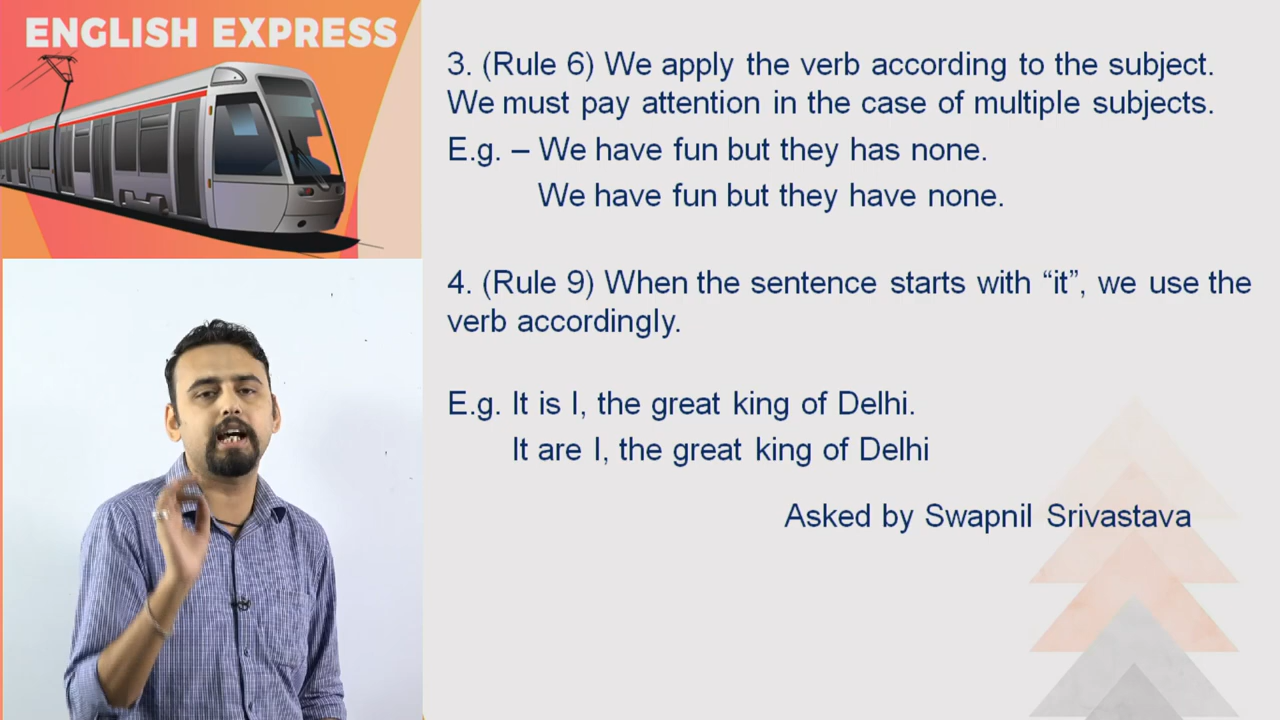 ENGLISH EXPRESS
3. (Rule 6) We apply the verb according to the subject.
We must pay attention in the case of multiple subjects.
E.g. – We have fun but they has none.
We have fun but they have none.
4. (Rule 9) When the sentence starts with “it”, we use the
verb accordingly.
E.g. It is I, the great king of Delhi.
It are I, the great king of Delhi
Asked by Swapnil Srivastava